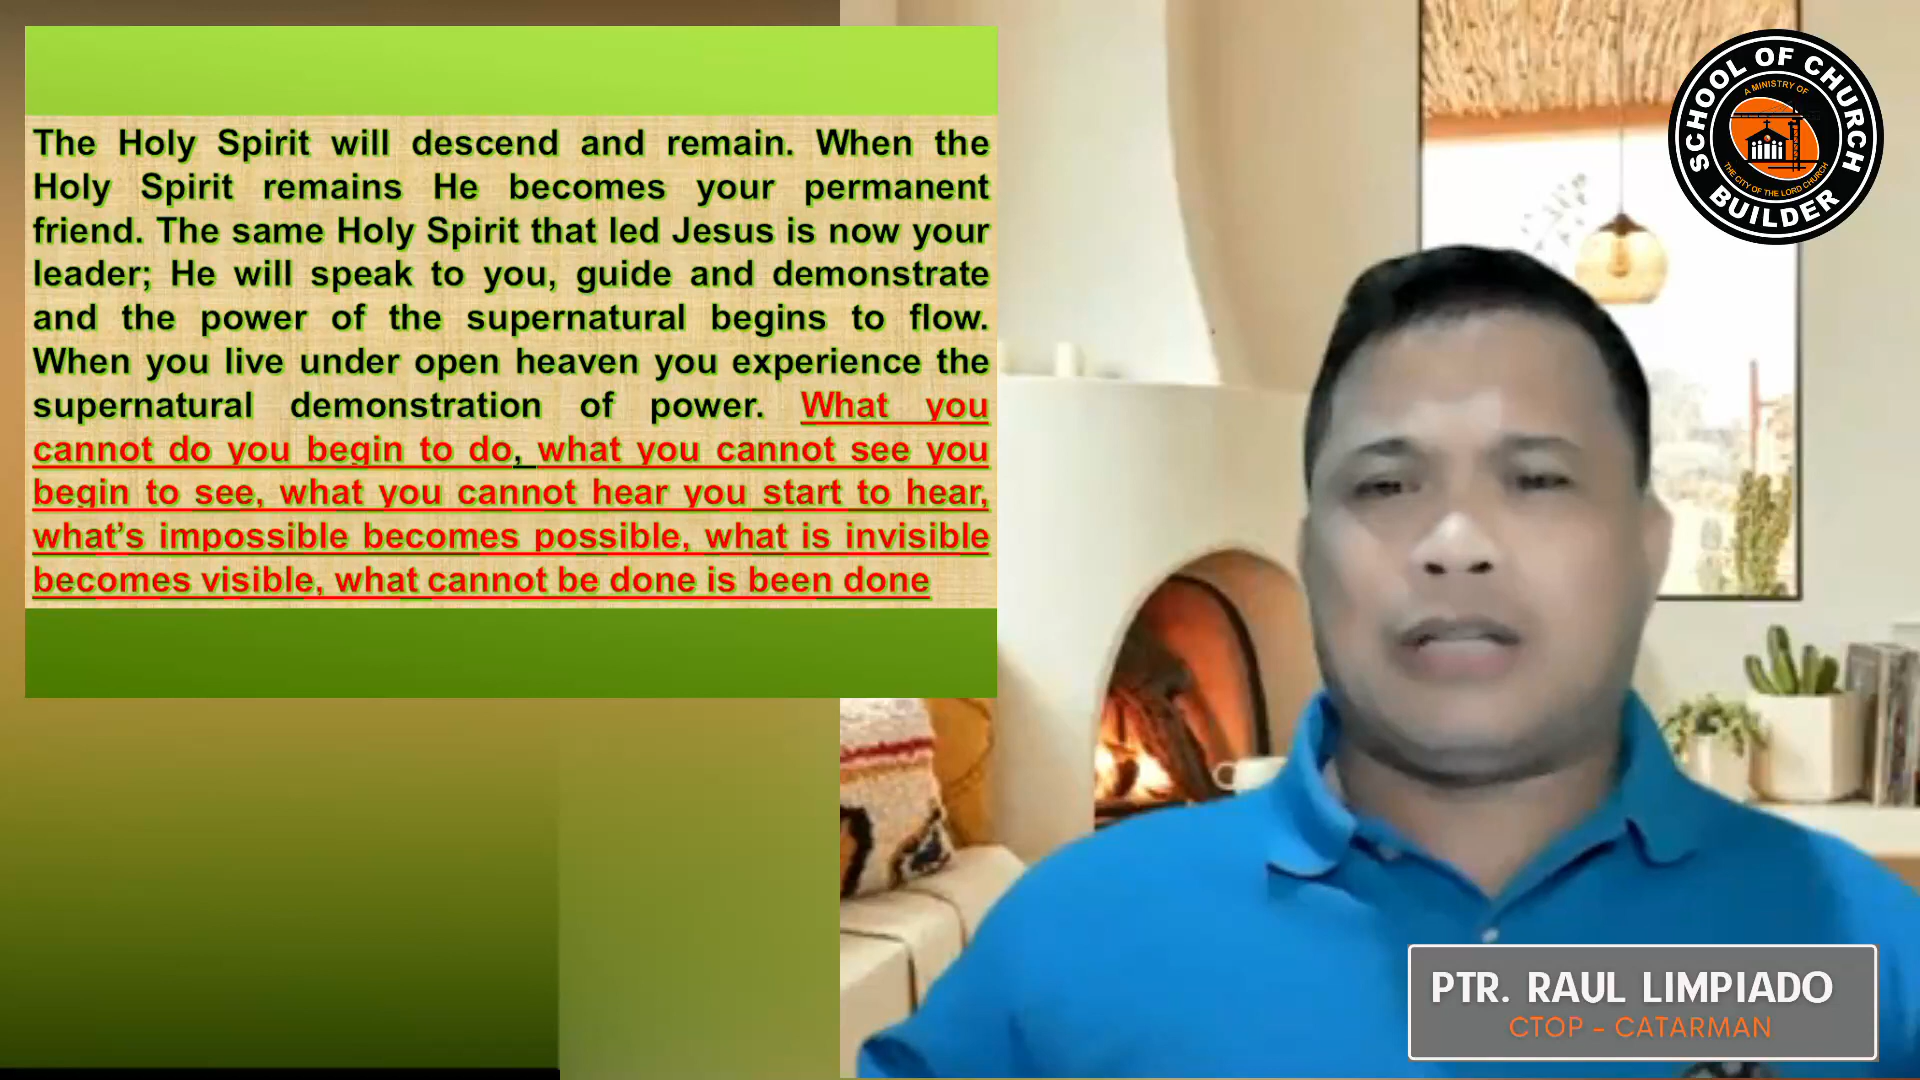 The Holy Spirit will descend and remain. When the
Holy Spirit remains He becomes your permanent
friend. The same Holy Spirit that led Jesus is now your
leader; He will speak to you, guide and demonstrate
and the power of the supernatural begins to flow.
When you live under open heaven you experience the
supernatural demonstration of power. What you
cannot do you begin to do, what you cannot see you
begin to see, what you cannot hear you start to hear,
what’s impossible becomes possible, what is invisible
becomes visible, what cannot be done is been done
SCHOOL OF CHURCH
BUILDER
A MINISTRY OF
THE CITY OF THE LORD CHURCH
PTR. RAUL LIMPIADO
CTOP - CATARMAN